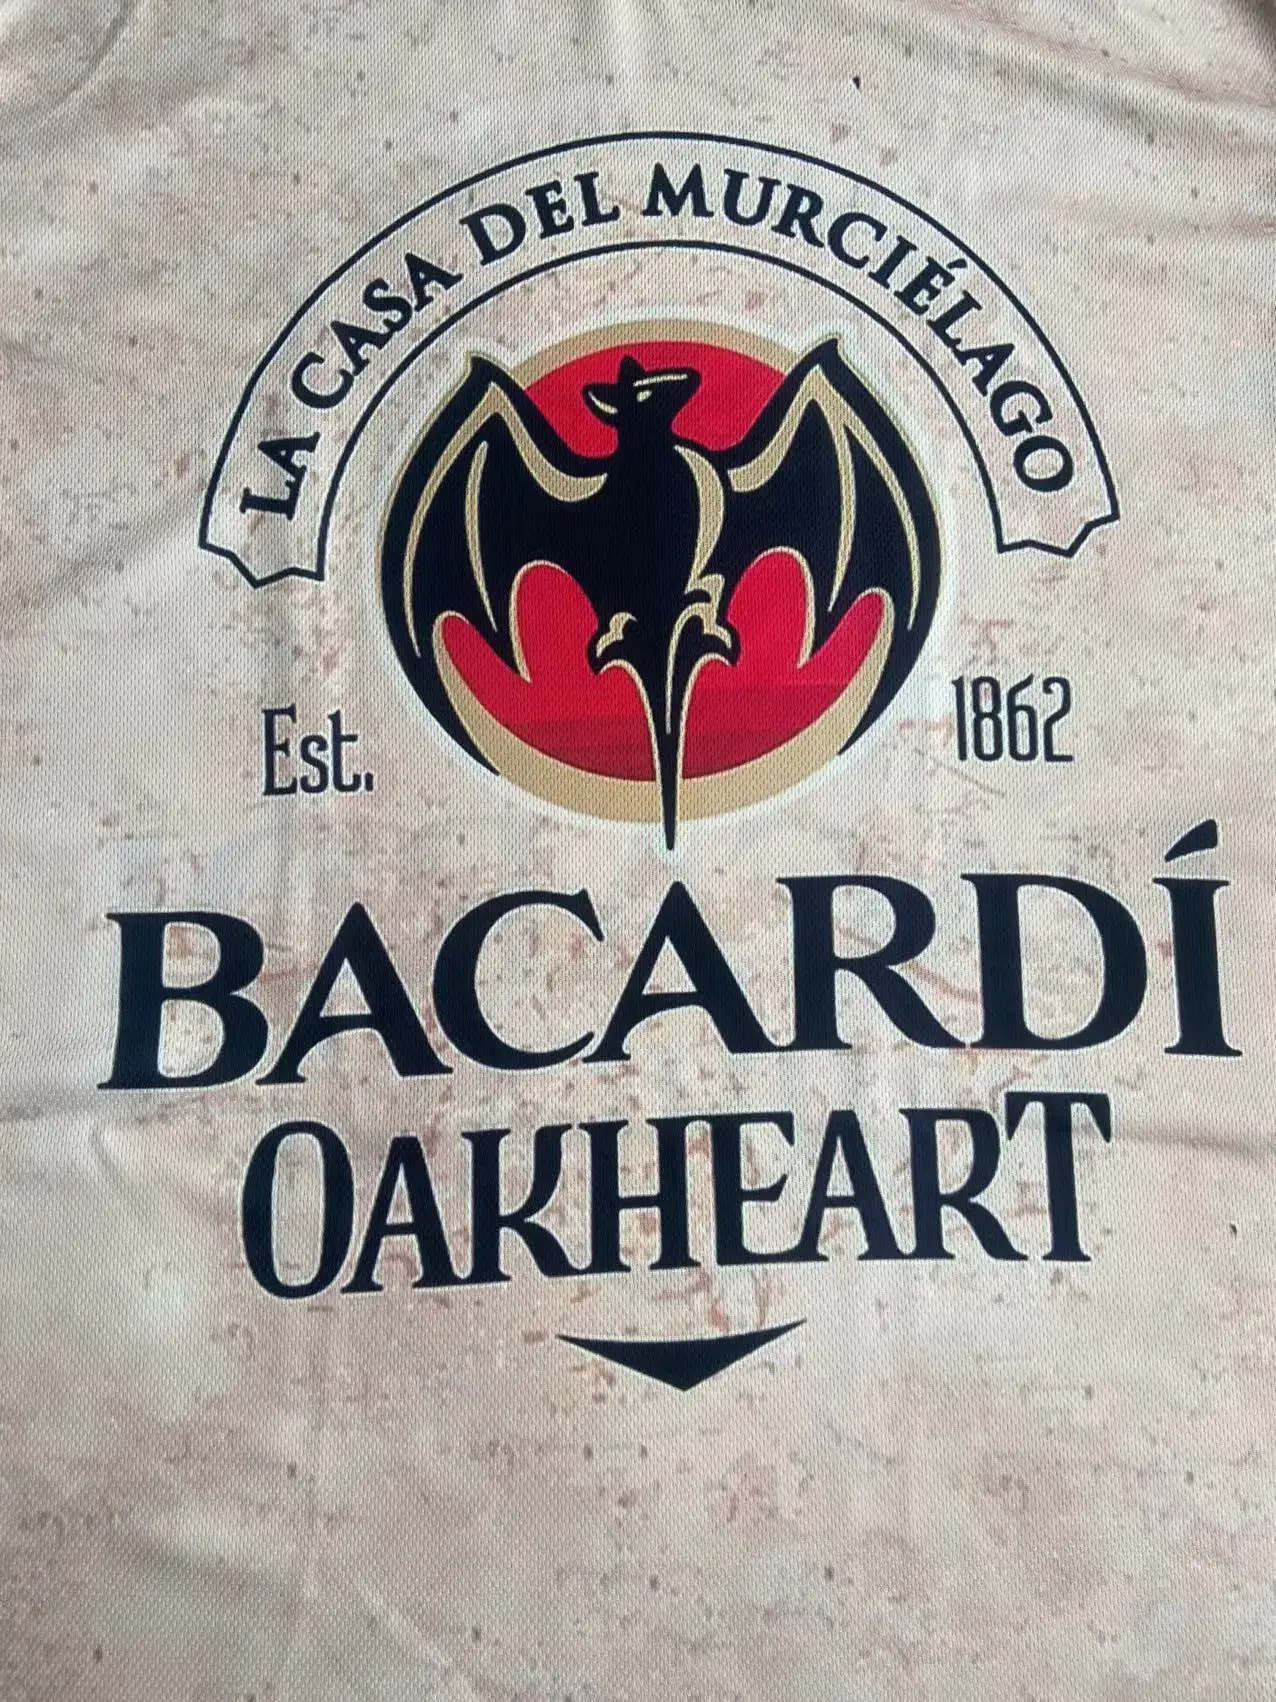 LA CASA DEL MURCIÉLAGO
Est. 1862
BACARDÍ
OAKHEART